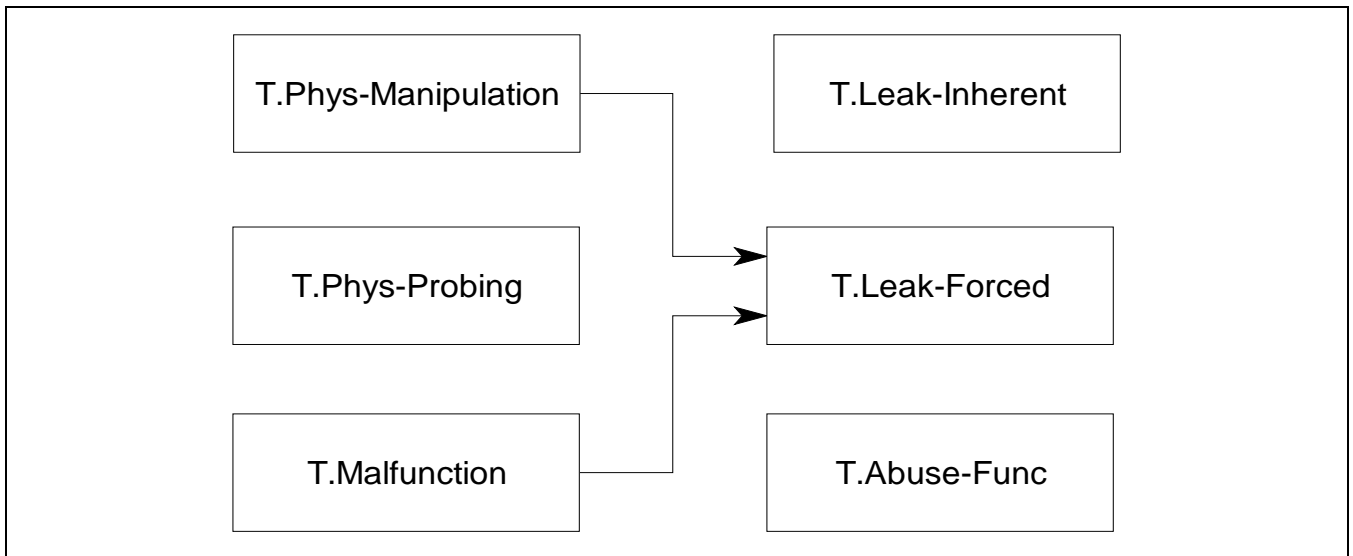 T.Phys-Manipulation
T.Leak-Inherent
T.Phys-Probing
T.Leak-Forced
T.Malfunction
T.Abuse-Func